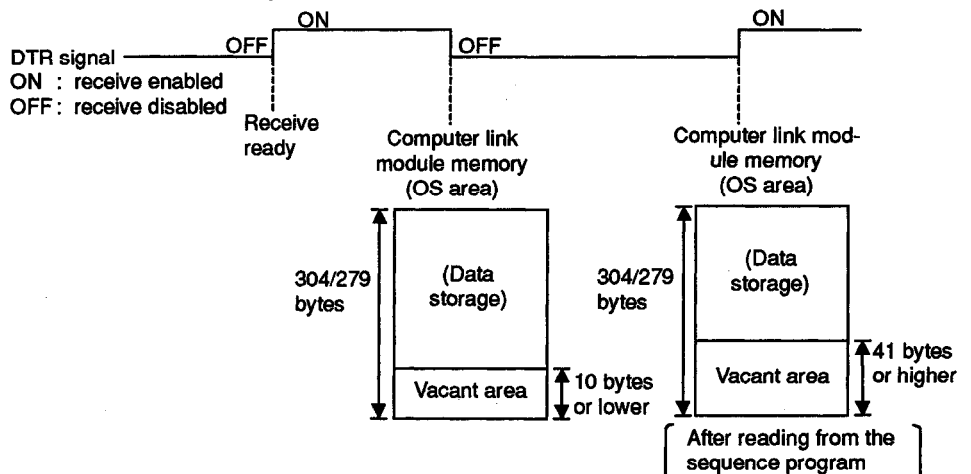 ON
OFF
OFF
ON
DTR signal
ON : receive enabled
OFF : receive disabled
Receive
ready
Computer link
module memory
(OS area)
Computer link mod-
ule memory
(OS area)
304/279
bytes
(Data
storage)
Vacant area
10 bytes
or lower
304/279
bytes
(Data
storage)
Vacant area
41 bytes
or higher
After reading from the
sequence program